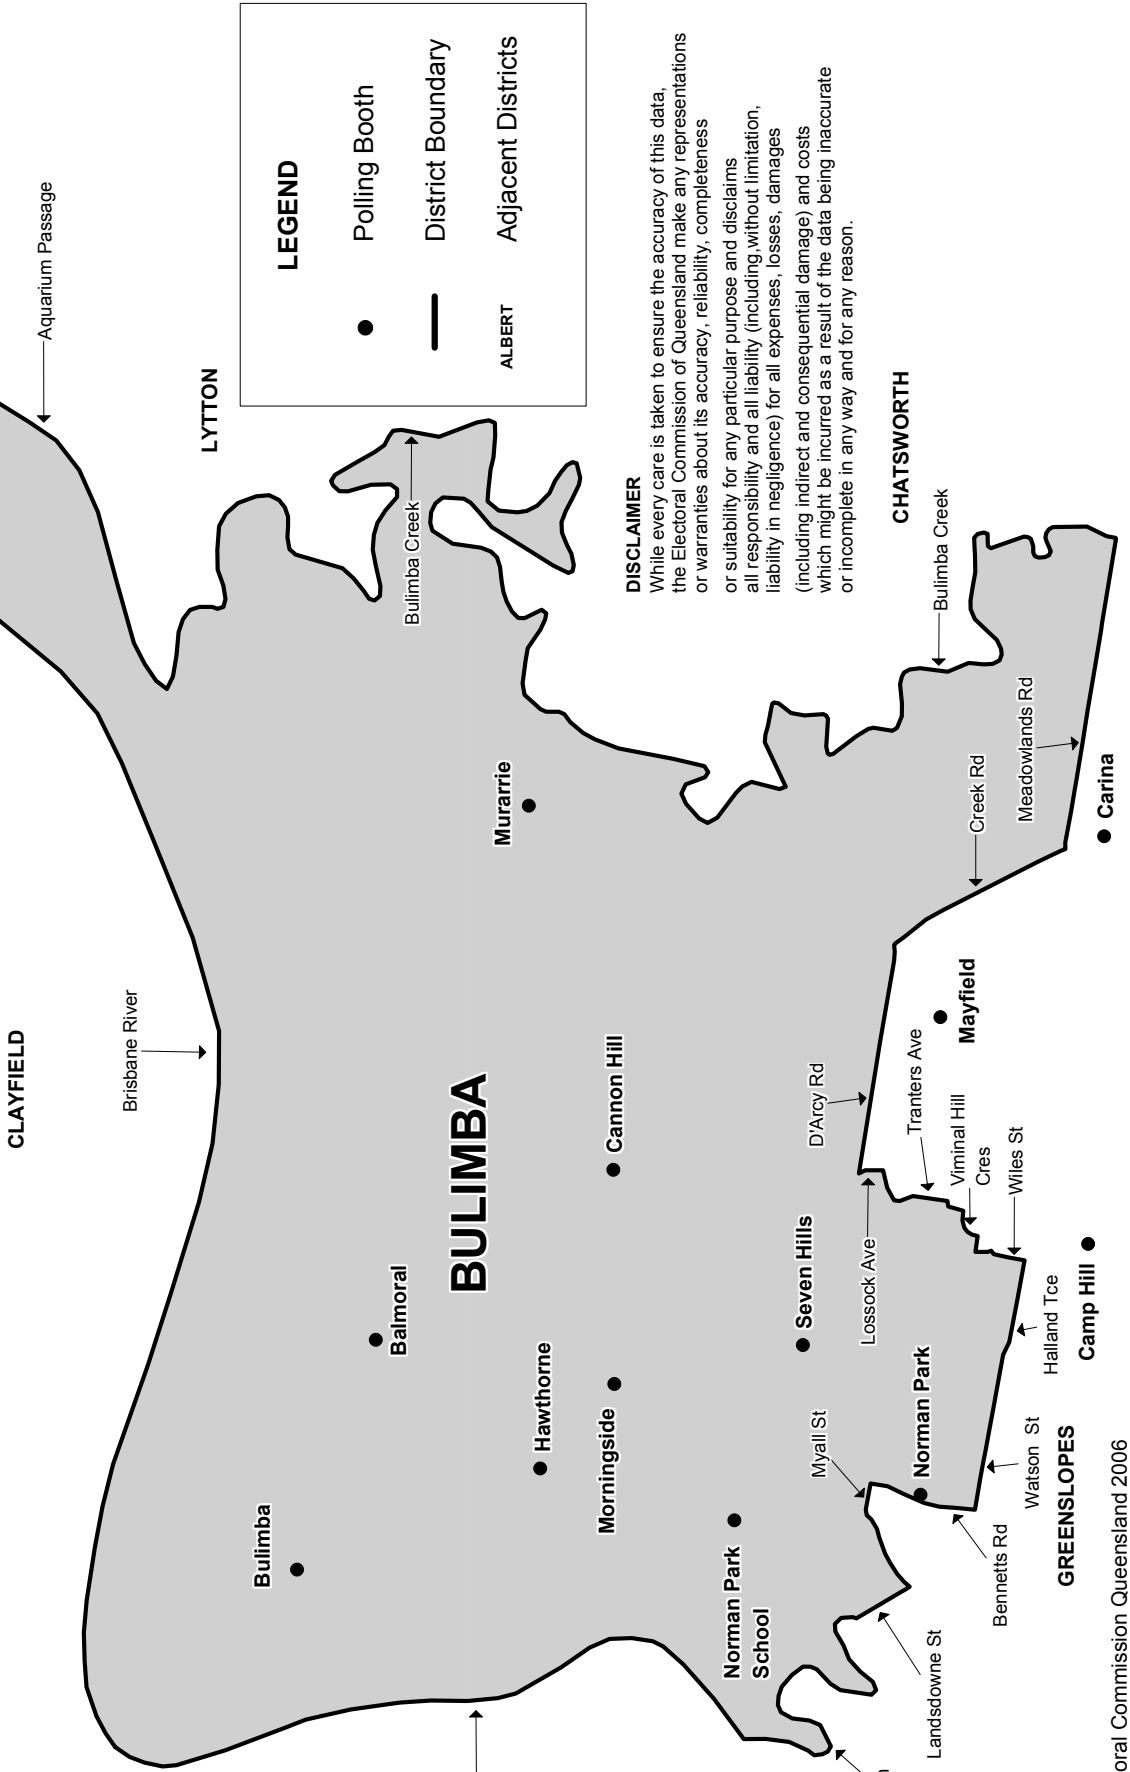 Aquarium Passage
LYTTON
LEGEND
Polling Booth
District Boundary
ALBERT
Adjacent Districts
CLAYFIELD
Brisbane River
Bulimba Creek
DISCLAIMER
While every care is taken to ensure the accuracy of this data,
the Electoral Commission of Queensland make any representations
or warranties about its accuracy, reliability, completeness
or suitability for any particular purpose and disclaims
all responsibility and all liability (including,without limitation,
liability in negligence) for all expenses, losses, damages
(including indirect and consequential damage) and costs
which might be incurred as a result of the data being inaccurate
or incomplete in any way and for any reason.
CHATSWORTH
Bulimba Creek
Murarrie
Creek Rd
Meadowlands Rd
Carina
BULIMBA
Bulimba
Balmoral
Hawthorne
Cannon Hill
Morningside
Norman Park
School
Seven Hills
D'Arcy Rd
Mayfield
Tranters Ave
Viminal Hill
Cres
Wiles St
Lossock Ave
Myall St
Norman Park
Halland Tce
Camp Hill
Watson St
GREENSLOPES
Bennetts Rd
Landsdowne St
oral Commission Queensland 2006